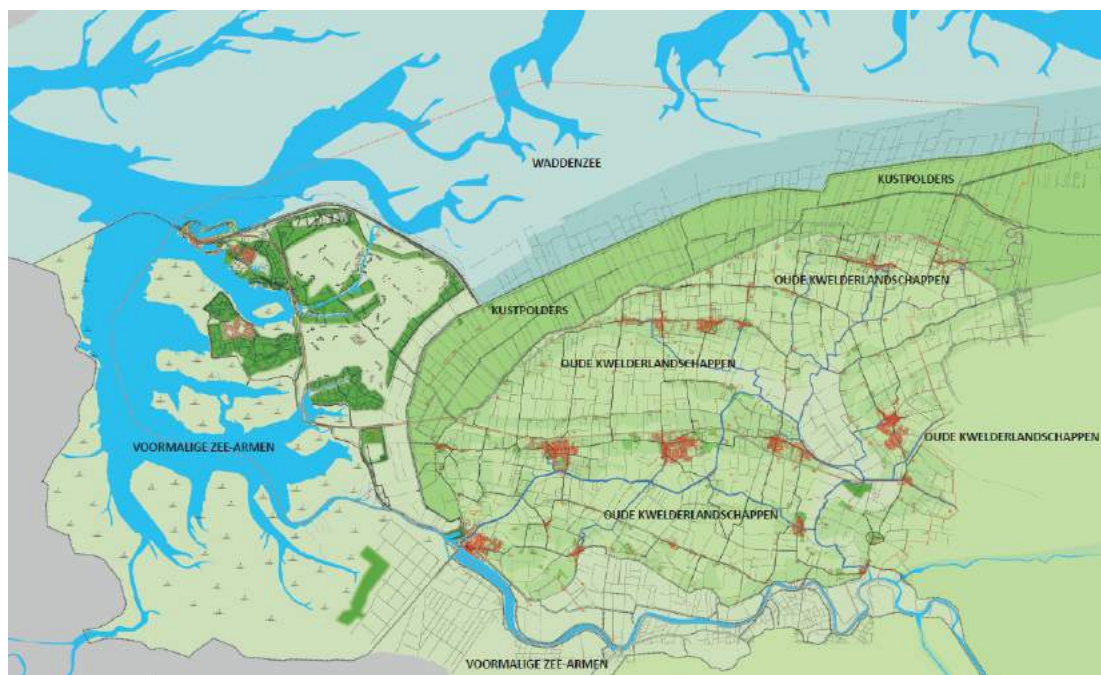 WADDENZEE
KUSTPOLDERS
OUDE KWELDERLANDSCHAPPEN
KUSTPOLDERS
OUDE KWELDERLANDSCHAPPEN
OUDE KWELDERLANDSCHAPPEN
VOORMALIGE ZEE-ARMEN
OUDE KWELDERLANDSCHAPPEN
VOORMALIGE ZEE-ARMEN